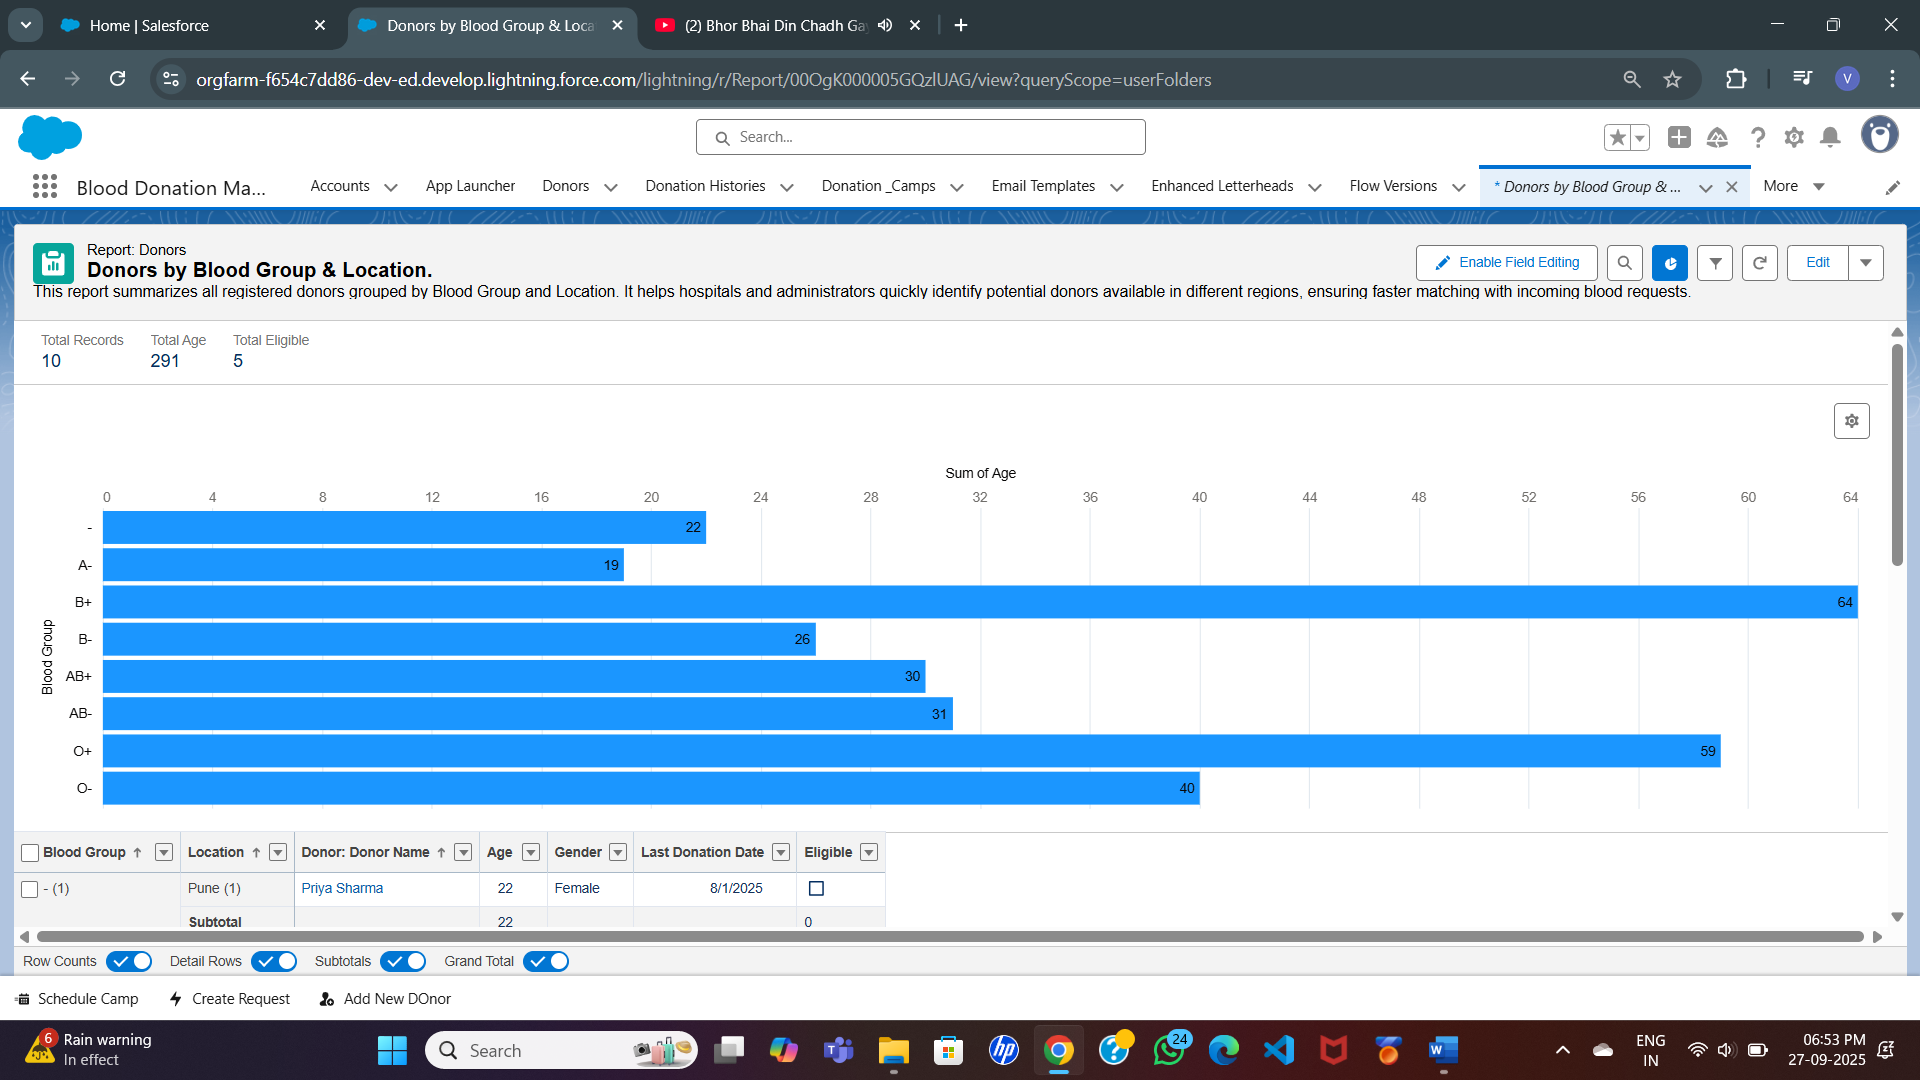 Home | Salesforce
Donors by Blood Group & Loca
(2) Bhor Bhai Din Chadh Ga
orgfarm-f654c7dd86-dev-ed.develop.lightning.force.com/lightning/r/Report/00OgK000005GQzlUAG/view?queryScope=userFolders
V
Search...
Blood Donation Ma...
Accounts
App Launcher
Donors
Donation Histories
Donation _Camps
Email Templates
Enhanced Letterheads
Flow Versions
* Donors by Blood Group & ...
More
Report: Donors
Donors by Blood Group & Location.
This report summarizes all registered donors grouped by Blood Group and Location. It helps hospitals and administrators quickly identify potential donors available in different regions, ensuring faster matching with incoming blood requests.
Enable Field Editing
Edit
Total Records Total Age Total Eligible
10 291 5
Sum of Age
0 4 8 12 16 20 24 28 32 36 40 44 48 52 56 60 64
Blood Group
- 22
A- 19
B+ 64
B- 26
AB+ 30
AB- 31
O+ 59
O- 40
Blood Group ↑ Location ↑ Donor: Donor Name ↑ Age Gender Last Donation Date Eligible
- (1) Pune (1) Priya Sharma 22 Female 8/1/2025
Subtotal 22 0
Row Counts Detail Rows Subtotals Grand Total
Schedule Camp Create Request Add New DOnor
6
Rain warning
In effect
Search
hp
24
W
ENG
IN
06:53 PM
27-09-2025